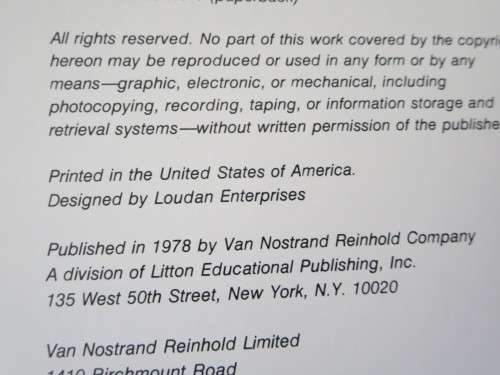 (paperback)
All rights reserved. No part of this work covered by the
hereon may be reproduced or used in any form or by any
means—graphic, electronic, or mechanical, including
photocopying, recording, taping, or information storage and
retrieval systems—without written permission of the publishe
Printed in the United States of America.
Designed by Loudan Enterprises
Published in 1978 by Van Nostrand Reinhold Company
A division of Litton Educational Publishing, Inc.
135 West 50th Street, New York, N.Y. 10020
Van Nostrand Reinhold Limited
1410 Birchmount Road